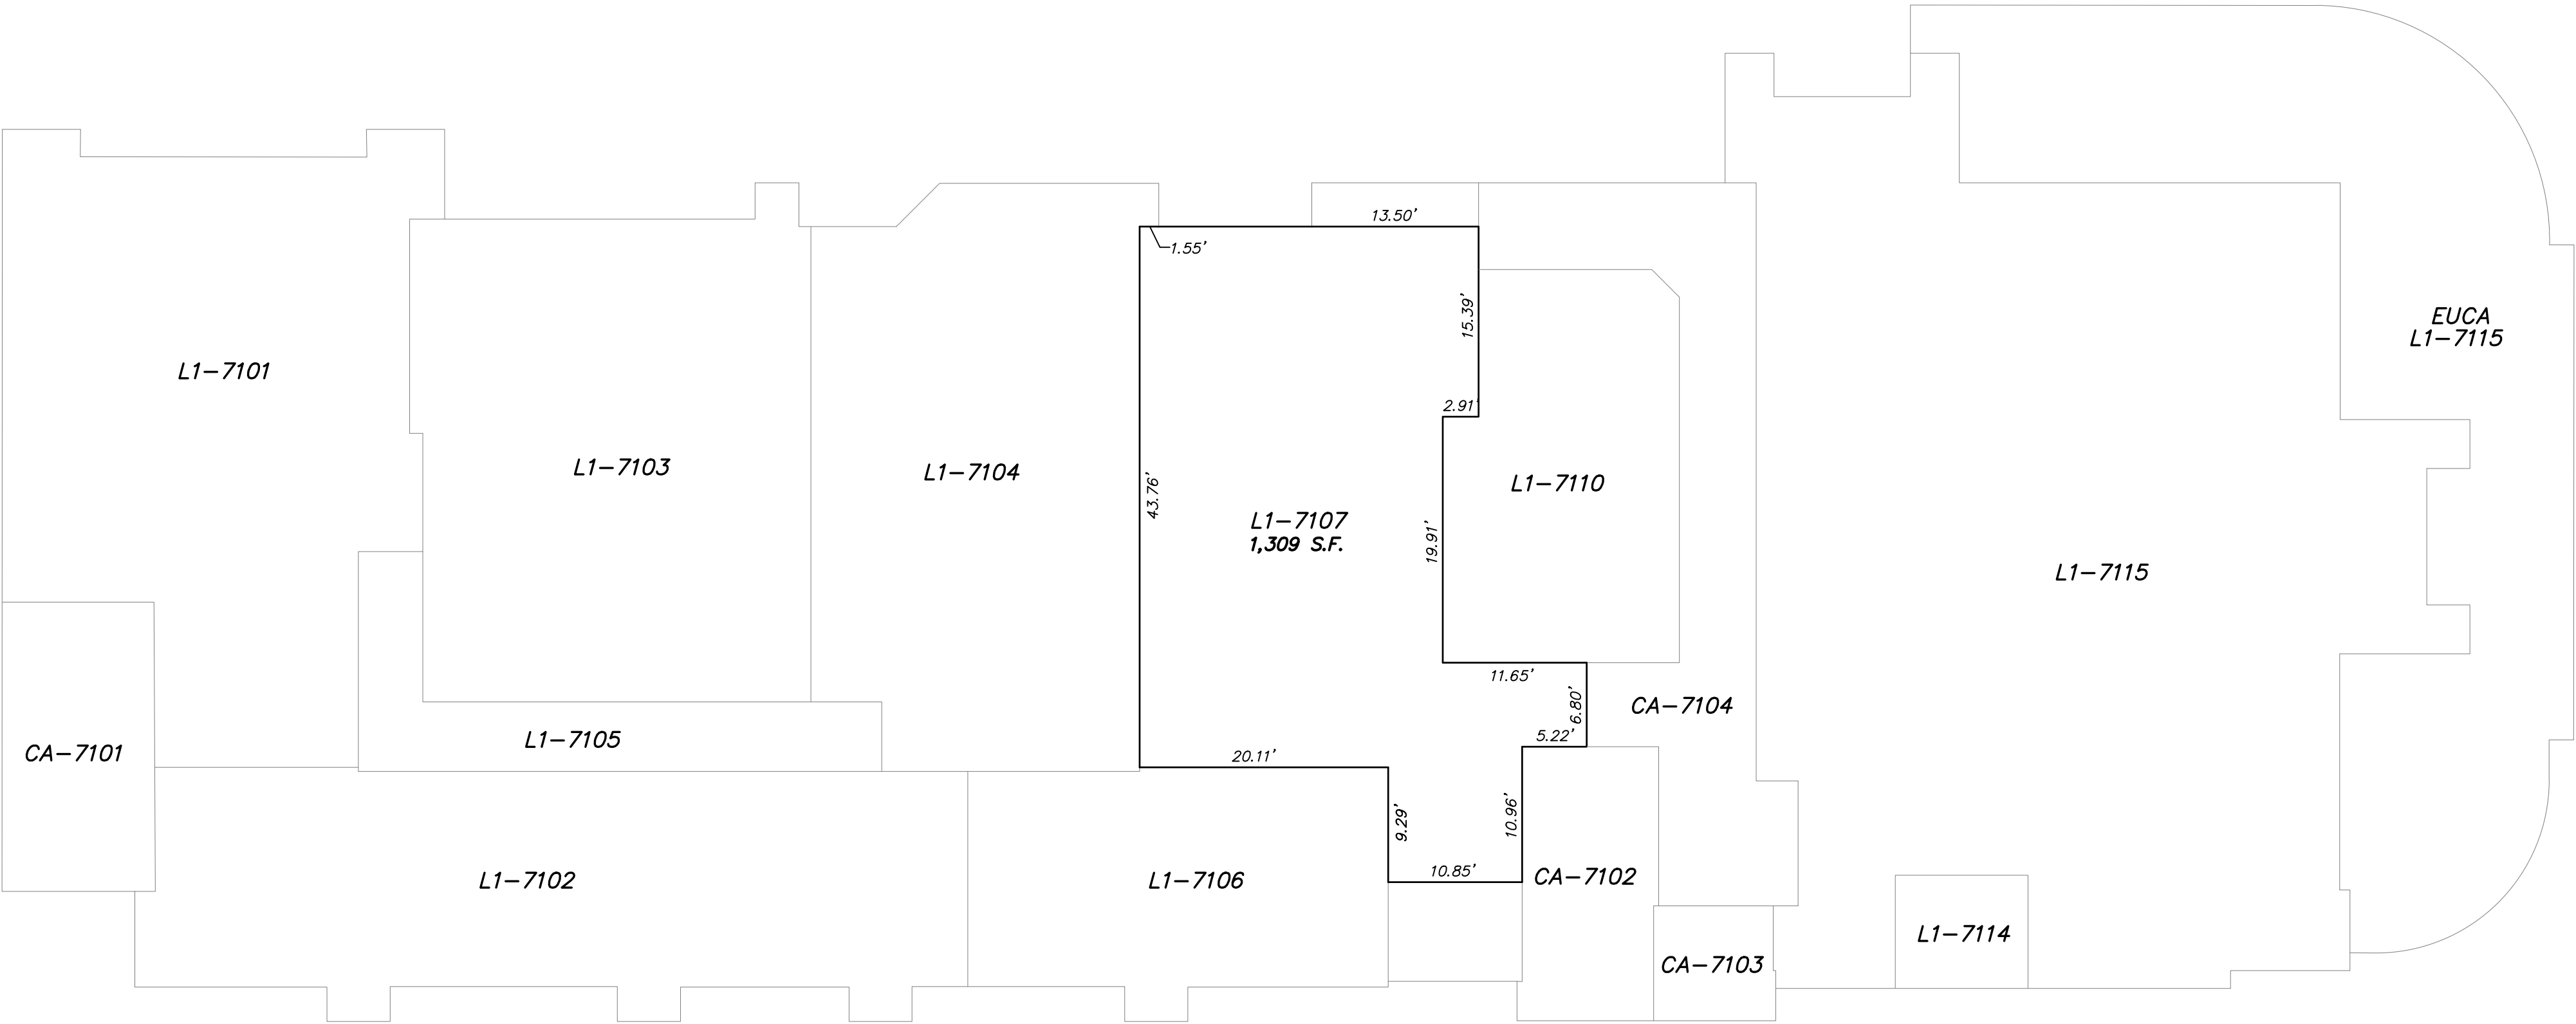 13.50'
1.55'
15.39'
EUCA
L1-7115
L1-7101
2.91'
L1-7103
L1-7104
43.76'
L1-7110
L1-7107
1,309 S.F.
19.91'
L1-7115
11.65'
6.80'
CA-7104
5.22'
L1-7105
CA-7101
20.11'
9.29'
10.96'
10.85'
L1-7102
L1-7106
CA-7102
L1-7114
CA-7103